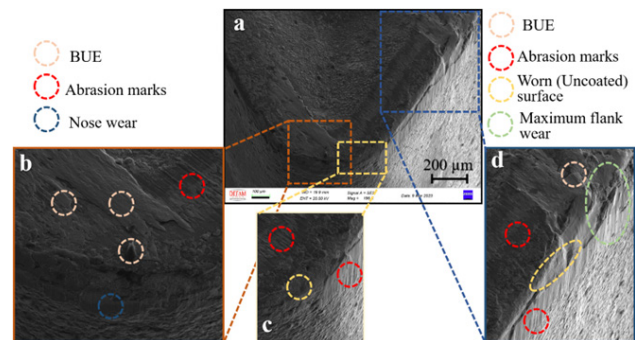 a
BUE
Abrasion marks
Nose wear
BUE
Abrasion marks
Worn (Uncoated)
surface
Maximum flank
wear
200 µm
b
c
d